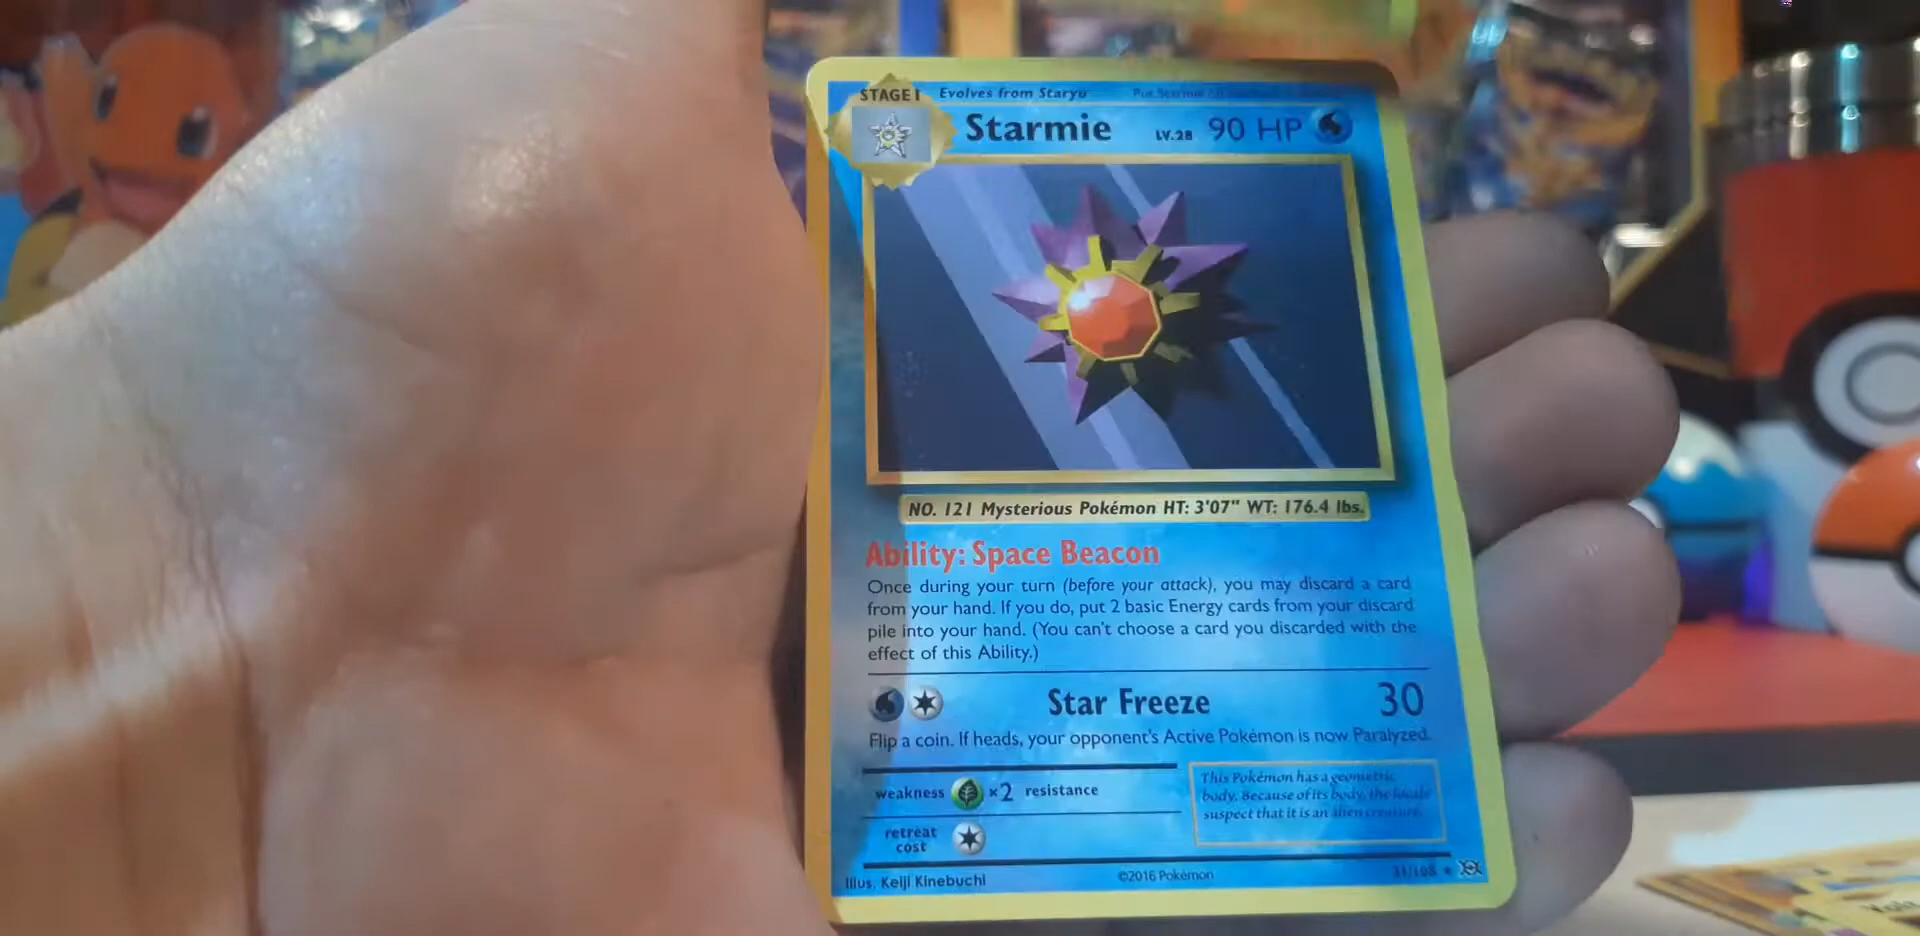 STAGE 1 Evolves from Staryu
Starmie LV.28 90 HP
NO. 121 Mysterious Pokémon HT: 3'07" WT: 176.4 lbs.
Ability: Space Beacon
Once during your turn (before your attack), you may discard a card
from your hand. If you do, put 2 basic Energy cards from your discard
pile into your hand. (You can't choose a card you discarded with the
effect of this Ability.)
Star Freeze 30
Flip a coin. If heads, your opponent's Active Pokémon is now Paralyzed.
weakness ×2 resistance
retreat
cost
This Pokémon has a geometric
body. Because of its body, the locals
suspect that it is an alien creature.
Illus. Keiji Kinebuchi
©2016 Pokémon
31/108 ★